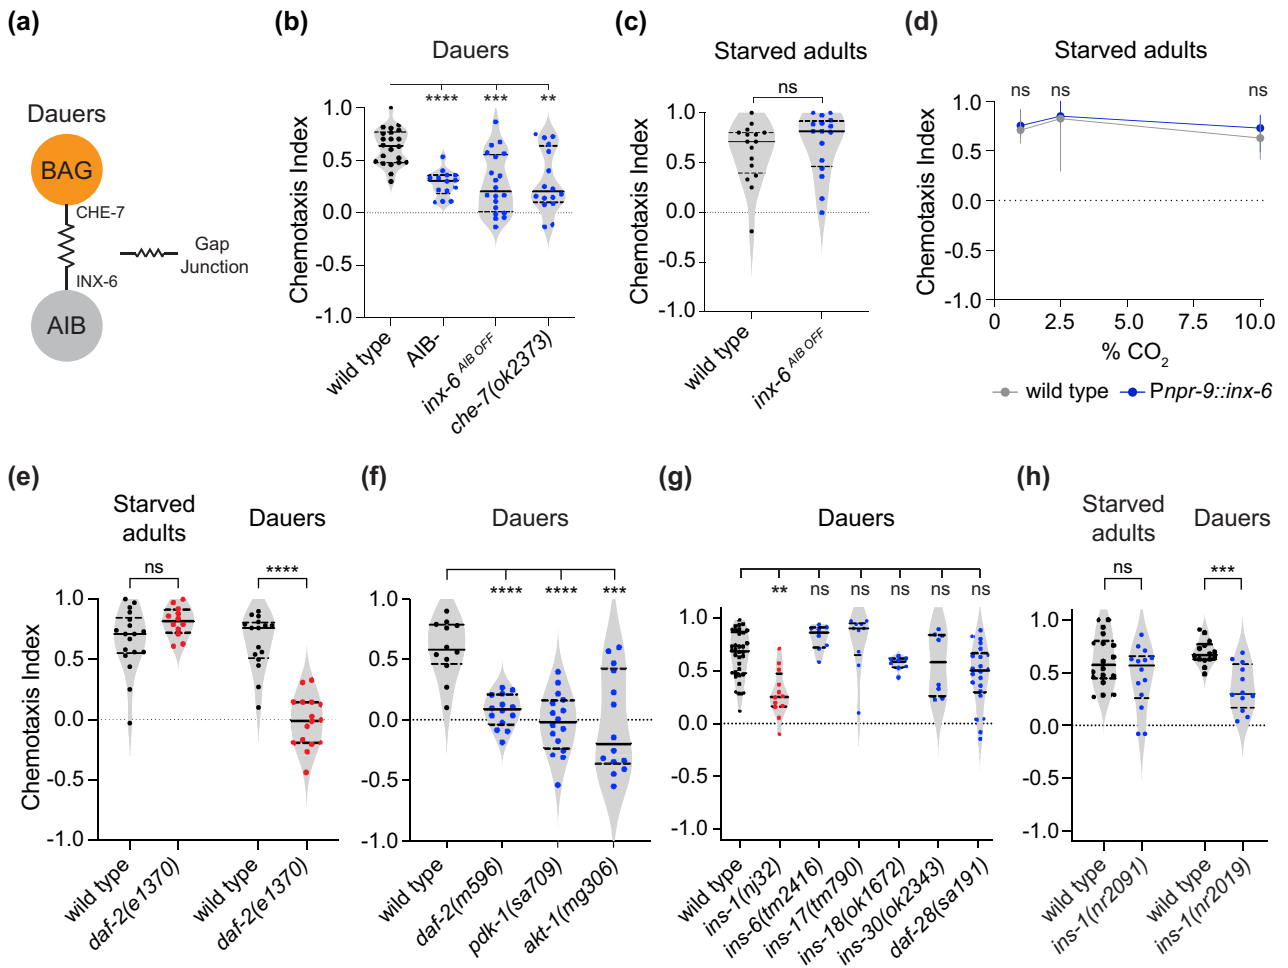 (a)
Dauers
BAG
CHE-7
INX-6
AIB
Gap
Junction
(b)
Dauers
**** *** **
Chemotaxis Index
1.0
0.5
0.0
-0.5
-1.0
wild type
AIB-
inx-6 AIB OFF
che-7(ok2373)
(c)
Starved adults
ns
Chemotaxis Index
1.0
0.5
0.0
-0.5
-1.0
wild type
inx-6 AIB OFF
(d)
Starved adults
ns ns ns
Chemotaxis Index
1.0
0.5
0.0
-0.5
-1.0
0 2.5 5.0 7.5 10.0
% CO2
wild type Pnpr-9::inx-6
(e)
Starved
adults
Dauers
ns ****
Chemotaxis Index
1.0
0.5
0.0
-0.5
-1.0
wild type
daf-2(e1370)
wild type
daf-2(e1370)
(f)
Dauers
**** **** ***
1.0
0.5
0.0
-0.5
-1.0
wild type
daf-2(m596)
pdk-1(sa709)
akt-1(mg306)
(g)
Dauers
** ns ns ns ns ns
1.0
0.5
0.0
-0.5
-1.0
wild type
ins-1(nj32)
ins-6(tm2416)
ins-17(tm790)
ins-18(ok1672)
ins-30(ok2343)
daf-28(sa191)
(h)
Starved
adults
Dauers
ns ***
1.0
0.5
0.0
-0.5
-1.0
wild type
ins-1(nr2091)
wild type
ins-1(nr2019)